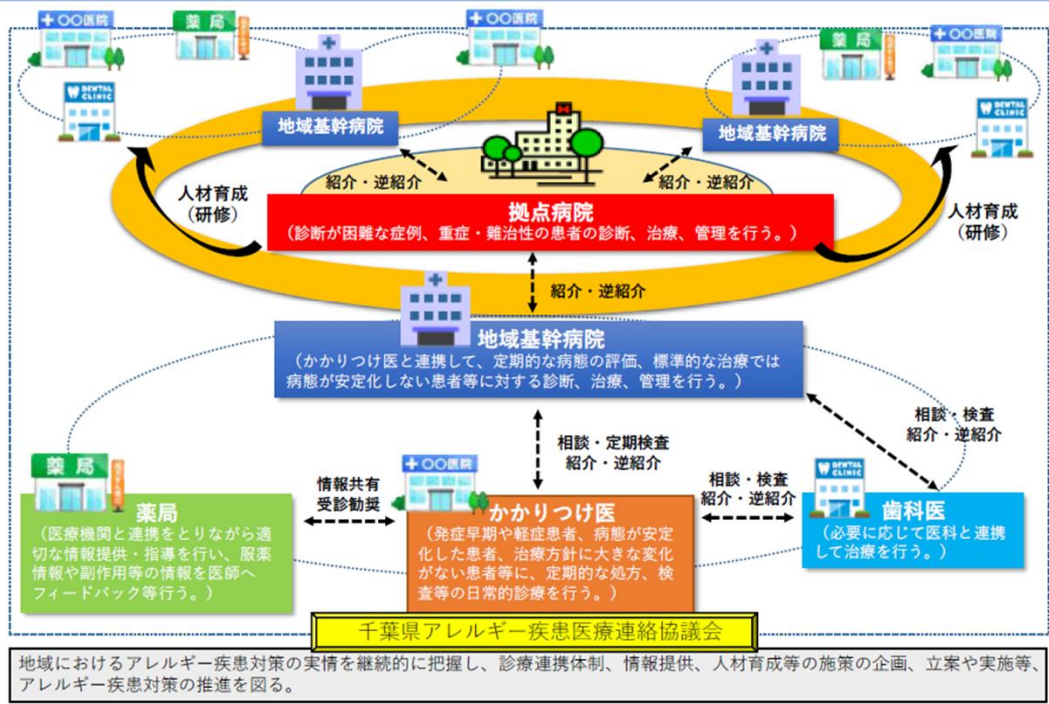 ○○医院
薬局
○○医院
薬局
○○医院
DENTAL
CLINIC
地域基幹病院
地域基幹病院
DENTAL
CLINIC
H
紹介・逆紹介
紹介・逆紹介
人材育成
（研修）
拠点病院
（診断が困難な症例、重症・難治性の患者の診断、治療、管理を行う。）
人材育成
（研修）
紹介・逆紹介
地域基幹病院
（かかりつけ医と連携して、定期的な病態の評価、標準的な治療では
病態が安定化しない患者等に対する診断、治療、管理を行う。）
相談・検査
紹介・逆紹介
相談・定期検査
紹介・逆紹介
薬局
○○医院
DENTAL
CLINIC
情報共有
受診勧奨
相談・検査
紹介・逆紹介
薬局
（医療機関と連携をとりながら適
切な情報提供・指導を行い、服薬
情報や副作用等の情報を医師へ
フィードバック等行う。）
かかりつけ医
（発症早期や軽症患者、病態が安定
化した患者、治療方針に大きな変化
がない患者等に、定期的な処方、検
査等の日常的診療を行う。）
歯科医
（必要に応じて医科と連携
して治療を行う。）
千葉県アレルギー疾患医療連絡協議会
地域におけるアレルギー疾患対策の実情を継続的に把握し、診療連携体制、情報提供、人材育成等の施策の企画、立案や実施等、
アレルギー疾患対策の推進を図る。